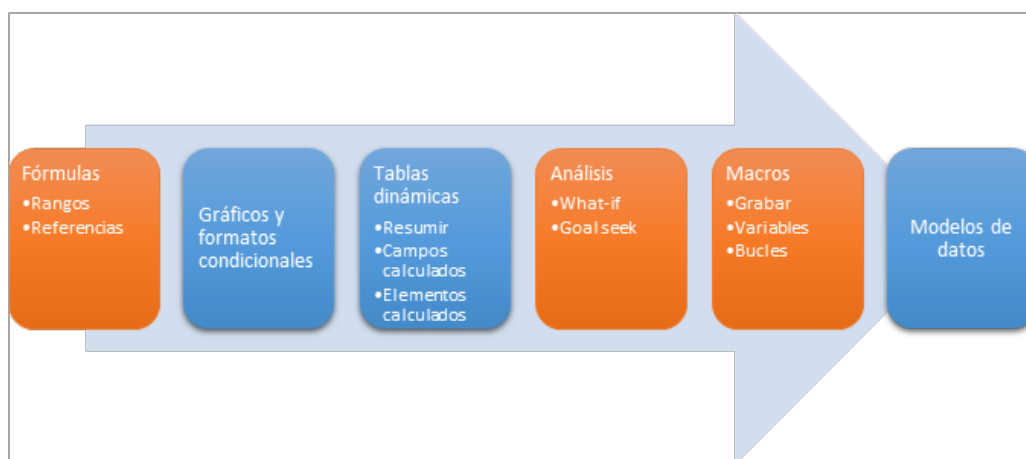 Fórmulas
•Rangos
•Referencias
Gráficos y
formatos
condicionales
Tablas
dinámicas
•Resumir
•Campos
calculados
•Elementos
calculados
Análisis
•What-if
•Goal seek
Macros
•Grabar
•Variables
•Bucles
Modelos de
datos